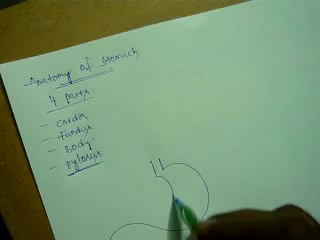 Anatomy of Stomach
4 parts
- Cardia
- Fundus
- Body
- Pylorus